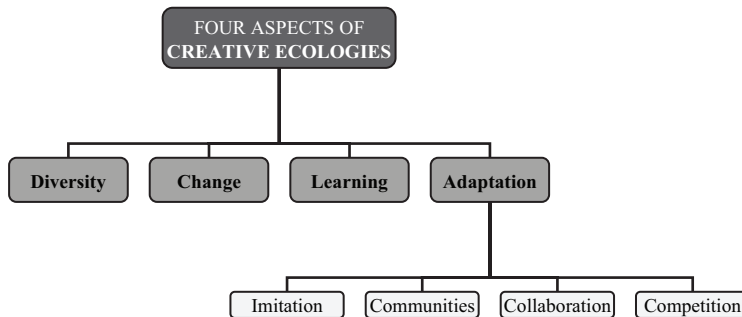 FOUR ASPECTS OF
CREATIVE ECOLOGIES
Diversity
Change
Learning
Adaptation
Imitation
Communities
Collaboration
Competition